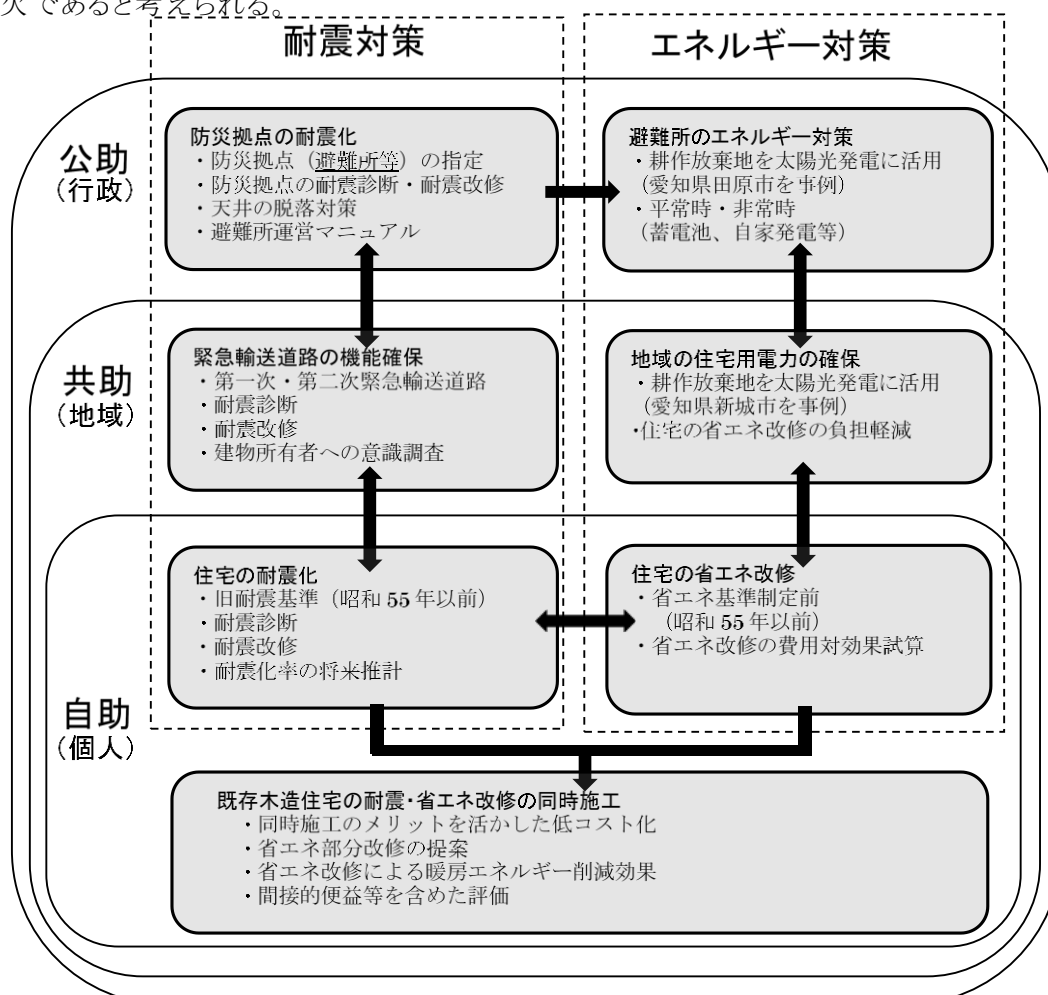 欠であると考えられる。
耐震対策
エネルギー対策
公助
(行政)
防災拠点の耐震化
・防災拠点（避難所等）の指定
・防災拠点の耐震診断・耐震改修
・天井の脱落対策
・避難所運営マニュアル
避難所のエネルギー対策
・耕作放棄地を太陽光発電に活用
(愛知県田原市を事例)
・平常時・非常時
(蓄電池、自家発電等)
共助
(地域)
緊急輸送道路の機能確保
・第一次・第二次緊急輸送道路
・耐震診断
・耐震改修
・建物所有者への意識調査
地域の住宅用電力の確保
・耕作放棄地を太陽光発電に活用
(愛知県新城市を事例)
・住宅の省エネ改修の負担軽減
自助
(個人)
住宅の耐震化
・旧耐震基準（昭和 55 年以前）
・耐震診断
・耐震改修
・耐震化率の将来推計
住宅の省エネ改修
・省エネ基準制定前
（昭和 55 年以前）
・省エネ改修の費用対効果試算
既存木造住宅の耐震・省エネ改修の同時施工
・同時施工のメリットを活かした低コスト化
・省エネ部分改修の提案
・省エネ改修による暖房エネルギー削減効果
・間接的便益等を含めた評価